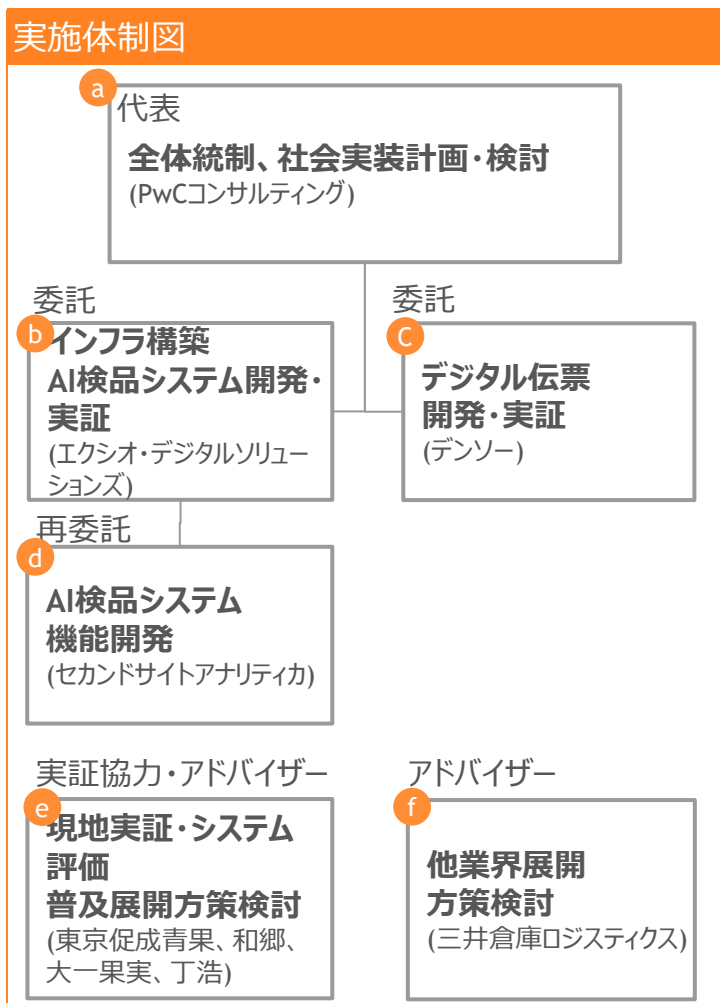 実施体制図
a
代表
全体統制、社会実装計画・検討
(PwCコンサルティング)
委託
b
インフラ構築
AI検品システム開発・
実証
(エクシオ・デジタルソリュー
ションズ)
委託
C
デジタル伝票
開発・実証
(デンソー)
再委託
d
AI検品システム
機能開発
(セカンドサイトアナリティカ)
実証協力・アドバイザー
e
現地実証・システム
評価
普及展開方策検討
(東京促成青果、和郷、
大一果実、丁浩)
アドバイザー
f
他業界展開
方策検討
(三井倉庫ロジスティクス)